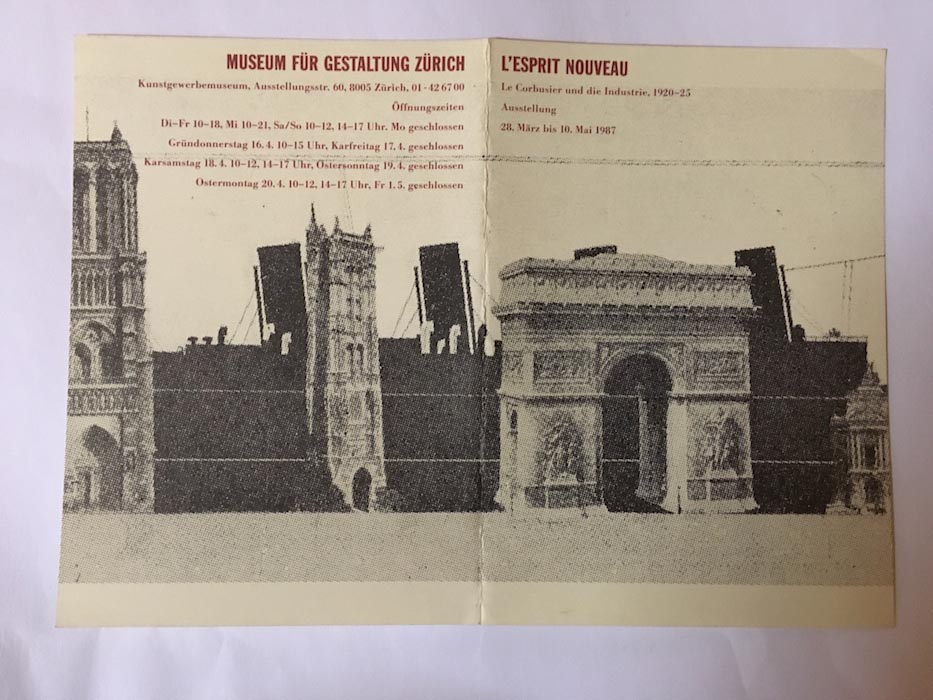 MUSEUM FÜR GESTALTUNG ZÜRICH
Kunstgewerbemuseum, Ausstellungsstr. 60, 8005 Zürich, 01-42 67 00
Öffnungszeiten
Di–Fr 10–18, Mi 10–21, Sa/So 10–12, 14–17 Uhr. Mo geschlossen
Gründonnerstag 16. 4. 10–15 Uhr, Karfreitag 17. 4. geschlossen
Karsamstag 18. 4. 10–12, 14–17 Uhr, Ostersonntag 19. 4. geschlossen
Ostermontag 20. 4. 10–12, 14–17 Uhr, Fr 1. 5. geschlossen
L'ESPRIT NOUVEAU
Le Corbusier und die Industrie, 1920–25
Ausstellung
28. März bis 10. Mai 1987